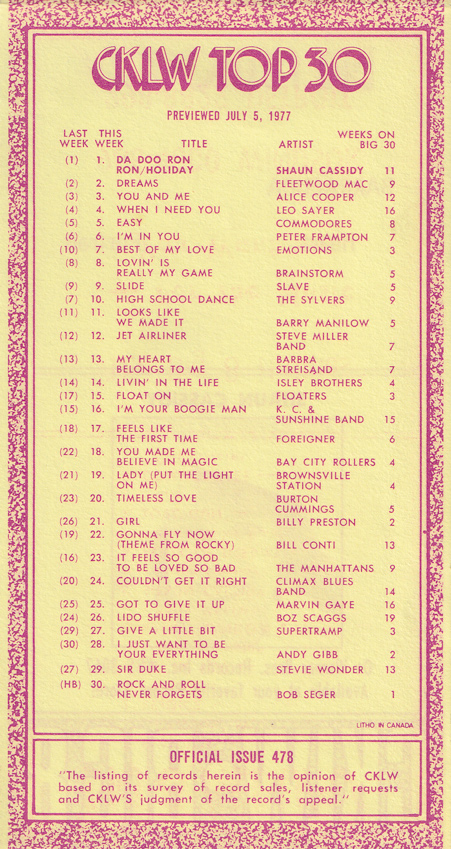 CKLW TOP 30
PREVIEWED JULY 5, 1977
LAST THIS WEEKS ON
WEEK WEEK TITLE ARTIST BIG 30
(1) 1. DA DOO RON
RON/HOLIDAY SHAUN CASSIDY 11
(2) 2. DREAMS FLEETWOOD MAC 9
(3) 3. YOU AND ME ALICE COOPER 12
(4) 4. WHEN I NEED YOU LEO SAYER 16
(5) 5. EASY COMMODORES 8
(6) 6. I'M IN YOU PETER FRAMPTON 7
(10) 7. BEST OF MY LOVE EMOTIONS 3
(8) 8. LOVIN' IS
REALLY MY GAME BRAINSTORM 5
(9) 9. SLIDE SLAVE 5
(7) 10. HIGH SCHOOL DANCE THE SYLVERS 9
(11) 11. LOOKS LIKE
WE MADE IT BARRY MANILOW 5
(12) 12. JET AIRLINER STEVE MILLER
BAND 7
(13) 13. MY HEART BARBRA
BELONGS TO ME STREISAND 7
(14) 14. LIVIN' IN THE LIFE ISLEY BROTHERS 4
(17) 15. FLOAT ON FLOATERS 3
(15) 16. I'M YOUR BOOGIE MAN K. C. &
SUNSHINE BAND 15
(18) 17. FEELS LIKE
THE FIRST TIME FOREIGNER 6
(22) 18. YOU MADE ME
BELIEVE IN MAGIC BAY CITY ROLLERS 4
(21) 19. LADY (PUT THE LIGHT BROWNSVILLE
ON ME) STATION 4
(23) 20. TIMELESS LOVE BURTON
CUMMINGS 5
(26) 21. GIRL BILLY PRESTON 2
(19) 22. GONNA FLY NOW
(THEME FROM ROCKY) BILL CONTI 13
(16) 23. IT FEELS SO GOOD
TO BE LOVED SO BAD THE MANHATTANS 9
(20) 24. COULDN'T GET IT RIGHT CLIMAX BLUES
BAND 14
(25) 25. GOT TO GIVE IT UP MARVIN GAYE 16
(24) 26. LIDO SHUFFLE BOZ SCAGGS 19
(29) 27. GIVE A LITTLE BIT SUPERTRAMP 3
(30) 28. I JUST WANT TO BE
YOUR EVERYTHING ANDY GIBB 2
(27) 29. SIR DUKE STEVIE WONDER 13
(HB) 30. ROCK AND ROLL
NEVER FORGETS BOB SEGER 1
LITHO IN CANADA
OFFICIAL ISSUE 478
"The listing of records herein is the opinion of CKLW
based on its survey of record sales, listener requests
and CKLW'S judgment of the record's appeal."